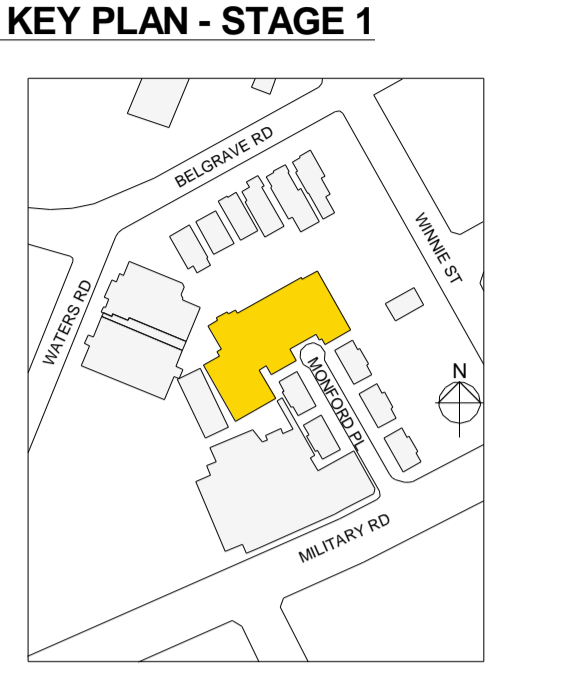 KEY PLAN - STAGE 1
BELGRAVE RD
WINNIE ST
WATERS RD
MONFORD PL
N
MILITARY RD